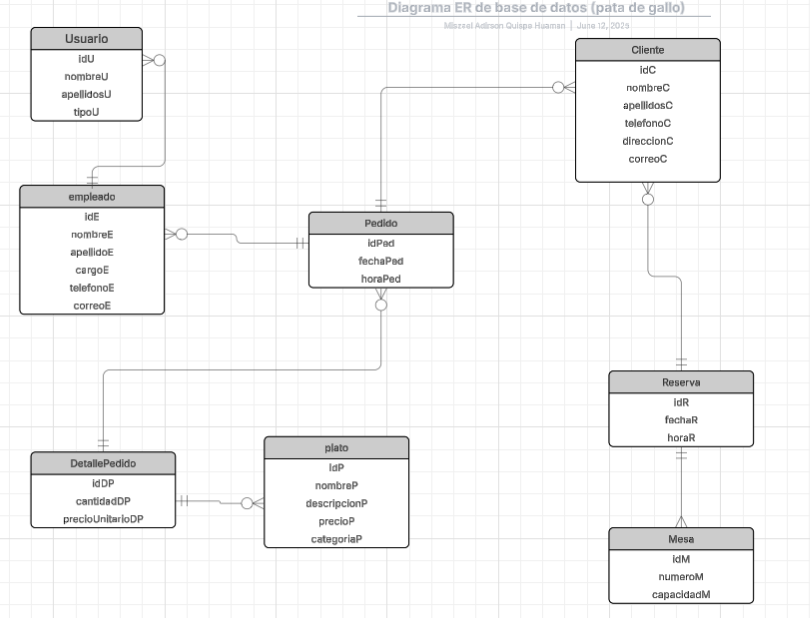 Diagrama ER de base de datos (pata de gallo)
Usuario
idU
nombreU
apellidosU
tipoU
Cliente
idC
nombreC
apellidosC
telefonoC
direccionC
correoC
empleado
idE
nombreE
apellidoE
cargoE
telefonoE
correoE
Pedido
idPed
fechaPed
horaPed
Reserva
idR
fechaR
horaR
DetallePedido
idDP
cantidadDP
precioUnitarioDP
plato
idP
nombreP
descripcionP
precioP
categoriaP
Mesa
idM
numeroM
capacidadM